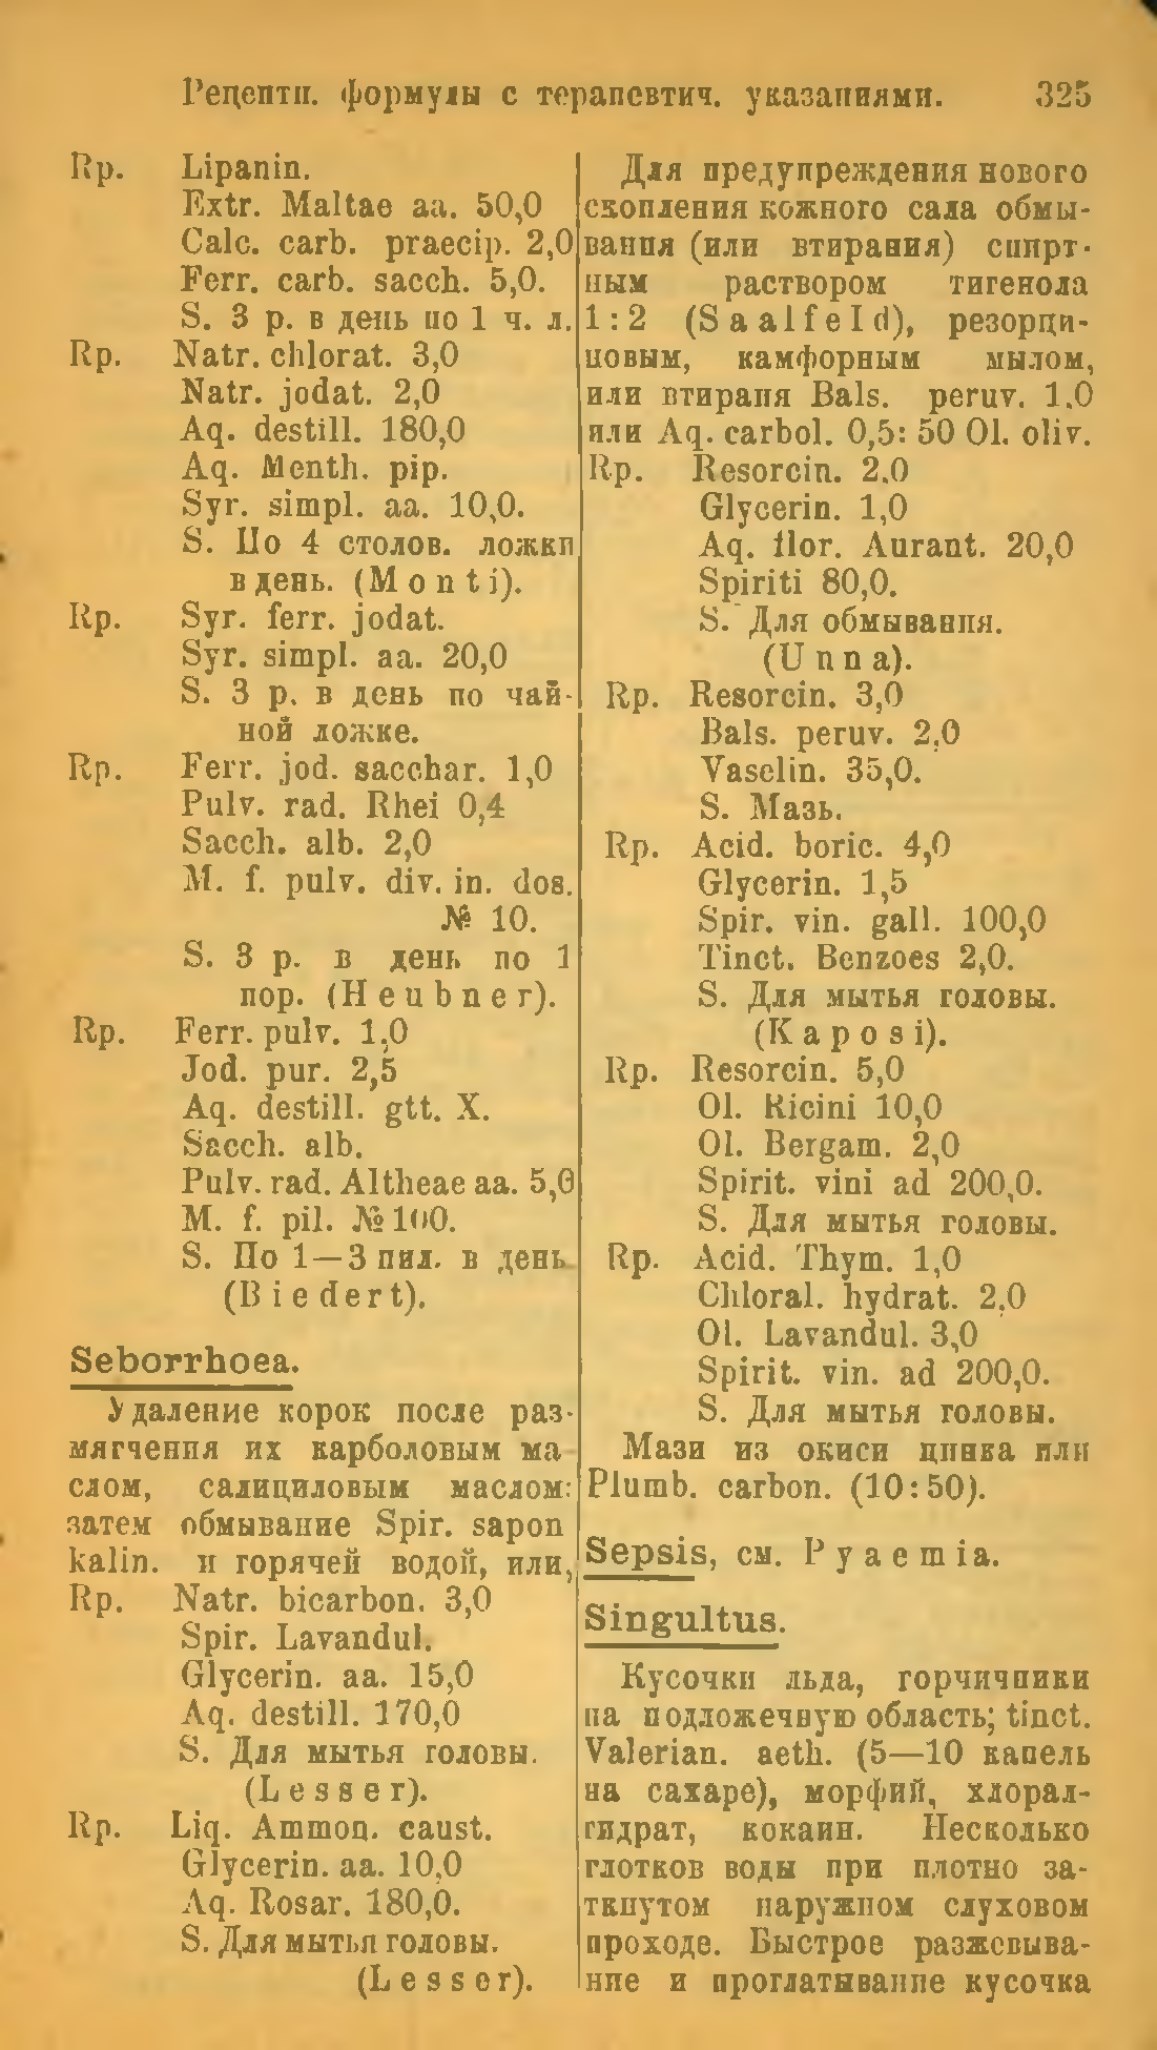 Рецептн. формулы с терапевтич. указаниями. 325
Rp. Lipanin.
Extr. Maltae aa. 50,0
Calc. carb. praecip. 2,0
Ferr. carb. sacch. 5,0.
S. 3 р. в день по 1 ч. л.
Rp. Natr. chlorat. 3,0
Natr. jodat. 2,0
Aq. destill. 180,0
Aq. Menth. pip.
Syr. simpl. aa. 10,0.
S. По 4 столов. ложки
в день. (Monti).
Rp. Syr. ferr. jodat.
Syr. simpl. aa. 20,0
S. 3 р. в день по чай-
ной ложке.
Rp. Ferr. jod. sacchar. 1,0
Pulv. rad. Rhei 0,4
Sacch. alb. 2,0
M. f. pulv. div. in. dos.
№ 10.
S. 3 р. в день по 1
пор. (Heubner).
Rp. Ferr. pulv. 1,0
Jod. pur. 2,5
Aq. destill. gtt. X.
Sacch. alb.
Pulv. rad. Altheae aa. 5,0
M. f. pil. № 100.
S. По 1—3 пил. в день
(Biedert).
Seborrhoea.
Удаление корок после раз-
мягчения их карболовым ма-
слом, салициловым маслом:
затем обмывание Spir. sapon
kalin. и горячей водой, или,
Rp. Natr. bicarbon. 3,0
Spir. Lavandul.
Glycerin. aa. 15,0
Aq. destill. 170,0
S. Для мытья головы.
(Lesser).
Rp. Liq. Ammon. caust.
Glycerin. aa. 10,0
Aq. Rosar. 180,0.
S. Для мытья головы.
(Lesser).
Для предупреждения нового
скопления кожного сала обмы-
вания (или втирания) спирт-
ным раствором тигенола
1:2 (Saalfeld), резорци-
новым, камфорным мылом,
или втираня Bals. peruv. 1.0
или Aq. carbol. 0,5: 50 Ol. oliv.
Rp. Resorcin. 2,0
Glycerin. 1,0
Aq. flor. Aurant. 20,0
Spiriti 80,0.
S. Для обмывания.
(Unna).
Rp. Resorcin. 3,0
Bals. peruv. 2,0
Vaselin. 35,0.
S. Мазь.
Rp. Acid. boric. 4,0
Glycerin. 1,5
Spir. vin. gall. 100,0
Tinct. Benzoes 2,0.
S. Для мытья головы.
(Kaposi).
Rp. Resorcin. 5,0
Ol. Ricini 10,0
Ol. Bergam. 2,0
Spirit. vini ad 200,0.
S. Для мытья головы.
Rp. Acid. Thym. 1,0
Chloral. hydrat. 2,0
Ol. Lavandul. 3,0
Spirit. vin. ad 200,0.
S. Для мытья головы.
Мази из окиси цинка или
Plumb. carbon. (10:50).
Sepsis, см. Pyaemia.
Singultus.
Кусочки льда, горчичники
на подложечную область; tinct.
Valerian. aeth. (5—10 капель
на сахаре), морфий, хлорал-
гидрат, кокаин. Несколько
глотков воды при плотно за-
ткнутом наружном слуховом
проходе. Быстрое разжевыва-
ние и проглатывание кусочка